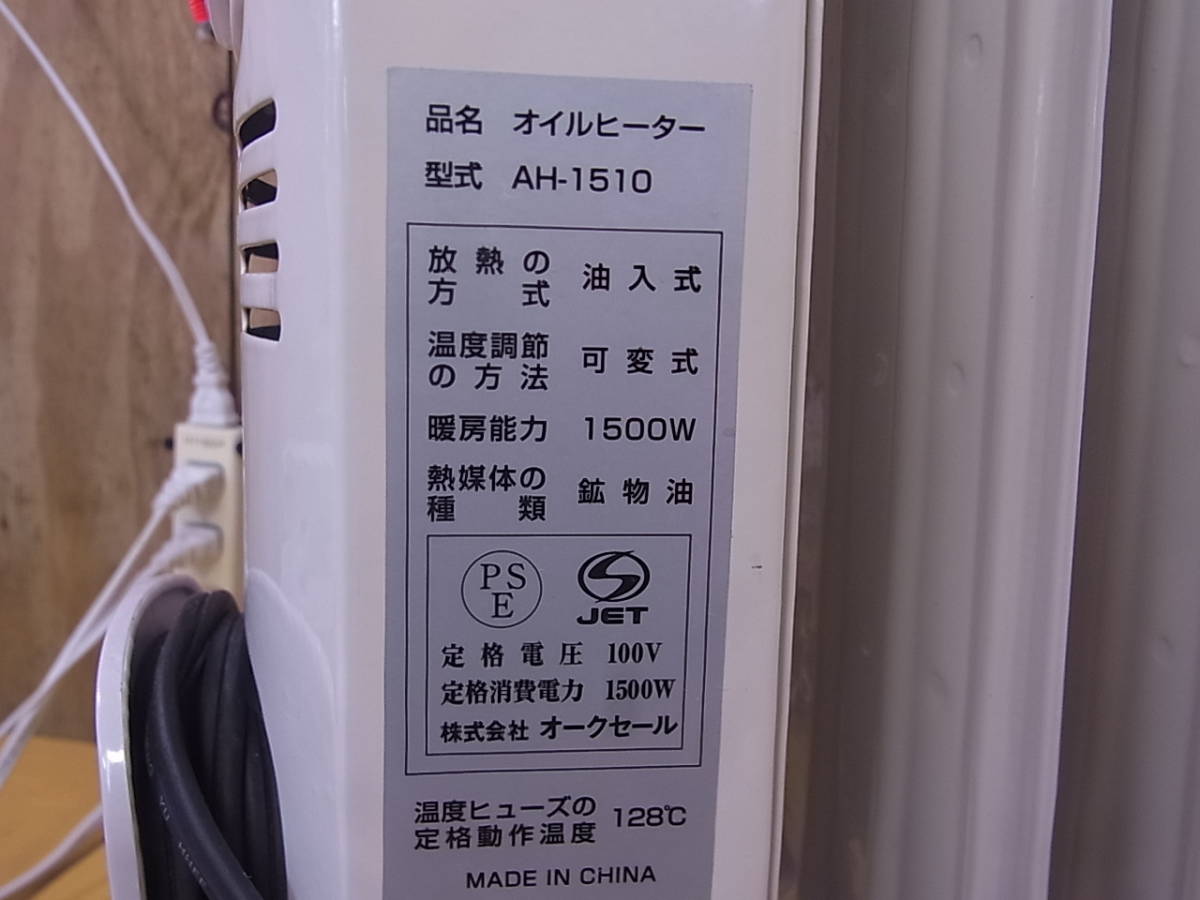 品名 オイルヒーター
型式 AH-1510
放熱の
方式 油入式
温度調節
の方法 可変式
暖房能力 1500W
熱媒体の
種類 鉱物油
PS
E
JET
定格電圧 100V
定格消費電力 1500W
株式会社 オークセール
温度ヒューズの
定格動作温度 128℃
MADE IN CHINA